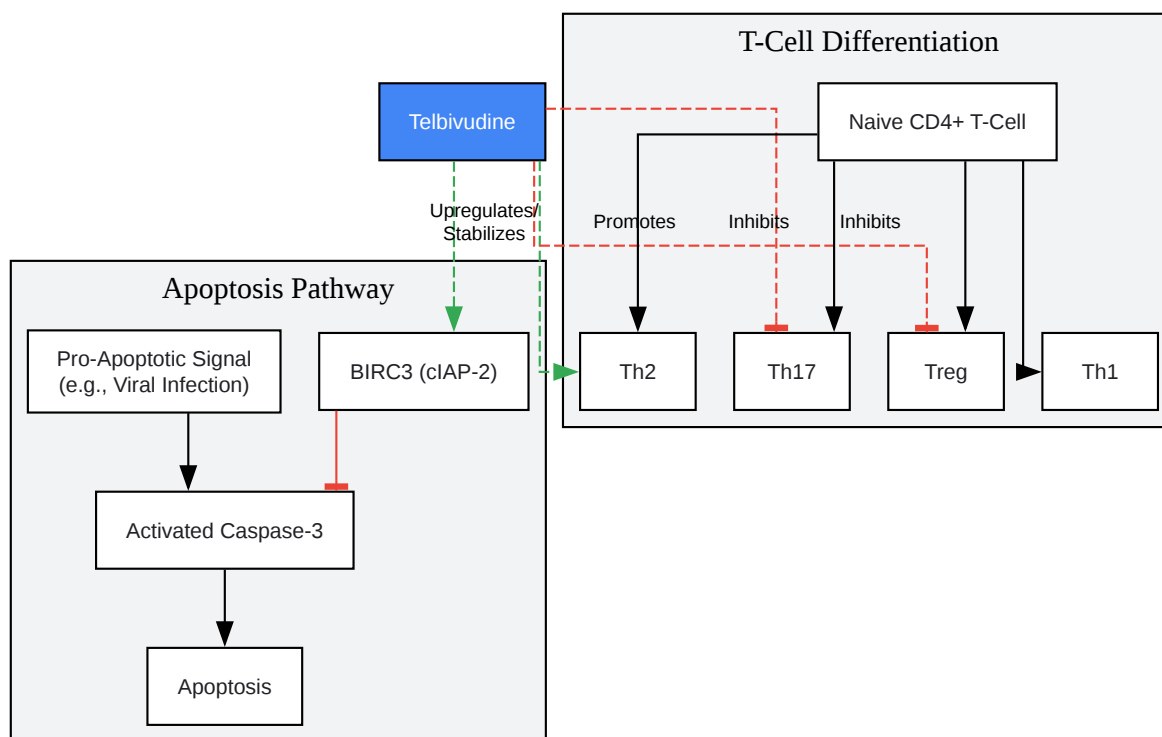 T-Cell Differentiation
Telbivudine
Naive CD4+ T-Cell
Upregulates/
Stabilizes
Promotes
Inhibits
Inhibits
Apoptosis Pathway
Pro-Apoptotic Signal
(e.g., Viral Infection)
BIRC3 (cIAP-2)
Th2
Th17
Treg
Th1
Activated Caspase-3
Apoptosis